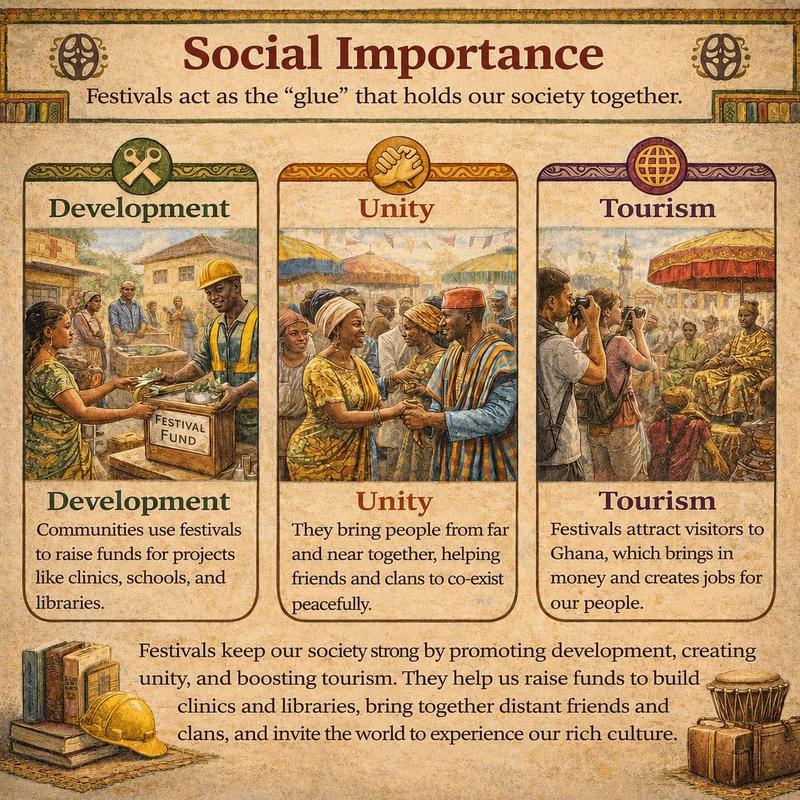 Social Importance
Festivals act as the “glue” that holds our society together.
Development
FESTIVAL
FUND
Development
Communities use festivals
to raise funds for projects
like clinics, schools, and
libraries.
Unity
Unity
They bring people from far
and near together, helping
friends and clans to co-exist
peacefully.
Tourism
Tourism
Festivals attract visitors to
Ghana, which brings in
money and creates jobs for
our people.
Festivals keep our society strong by promoting development, creating
unity, and boosting tourism. They help us raise funds to build
clinics and libraries, bring together distant friends and
clans, and invite the world to experience our rich culture.